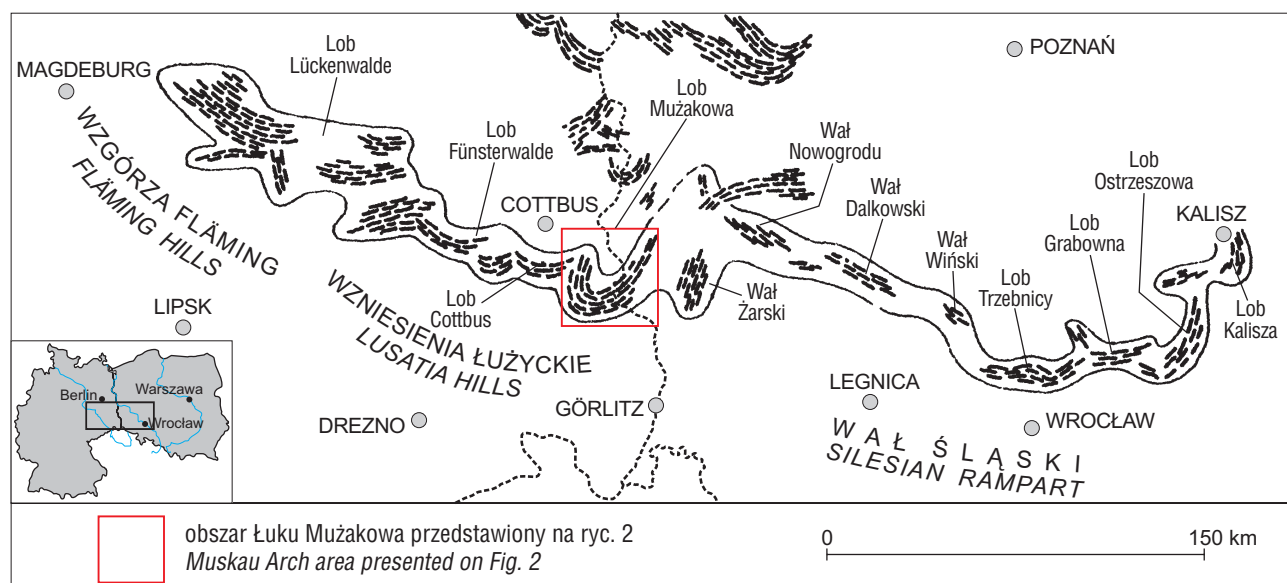 MAGDEBURG
Lob
Lückenwalde
Lob
Mużakowa
POZNAŃ
Lob
Fünsterwalde
Wał
Nowogrodu
Lob
Ostrzeszowa
WZGÓRZA FLÄMING
FLÄMING HILLS
COTTBUS
Wał
Dalkowski
KALISZ
Lob
Grabowna
Wał
Wiński
Lob
Trzebnicy
Lob
Cottbus
Wał
Żarski
Lob
Kalisza
LIPSK
WZNIESIENIA ŁUŻYCKIE
LUSATIA HILLS
LEGNICA
GÖRLITZ
DREZNO
WROCŁAW
WAŁ ŚLĄSKI
SILESIAN RAMPART
Berlin
Warszawa
Wrocław
obszar Łuku Mużakowa przedstawiony na ryc. 2
Muskau Arch area presented on Fig. 2
0
150 km